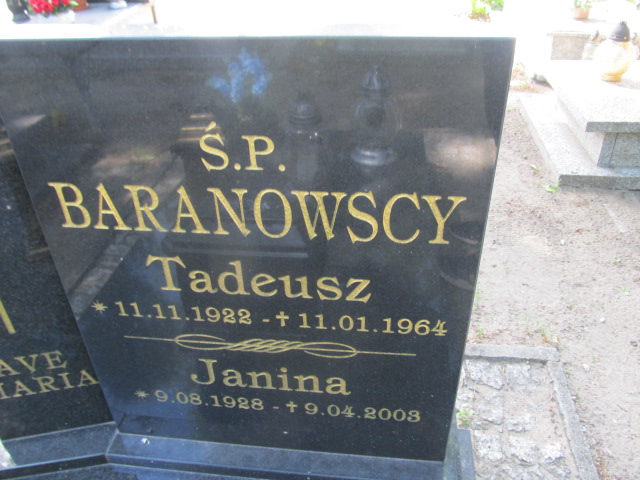 Ś.P.
BARANOWSCY
Tadeusz
* 11.11.1922 - † 11.01.1964
Janina
* 9.08.1928 - † 9.04.2003
AVE
MARIA